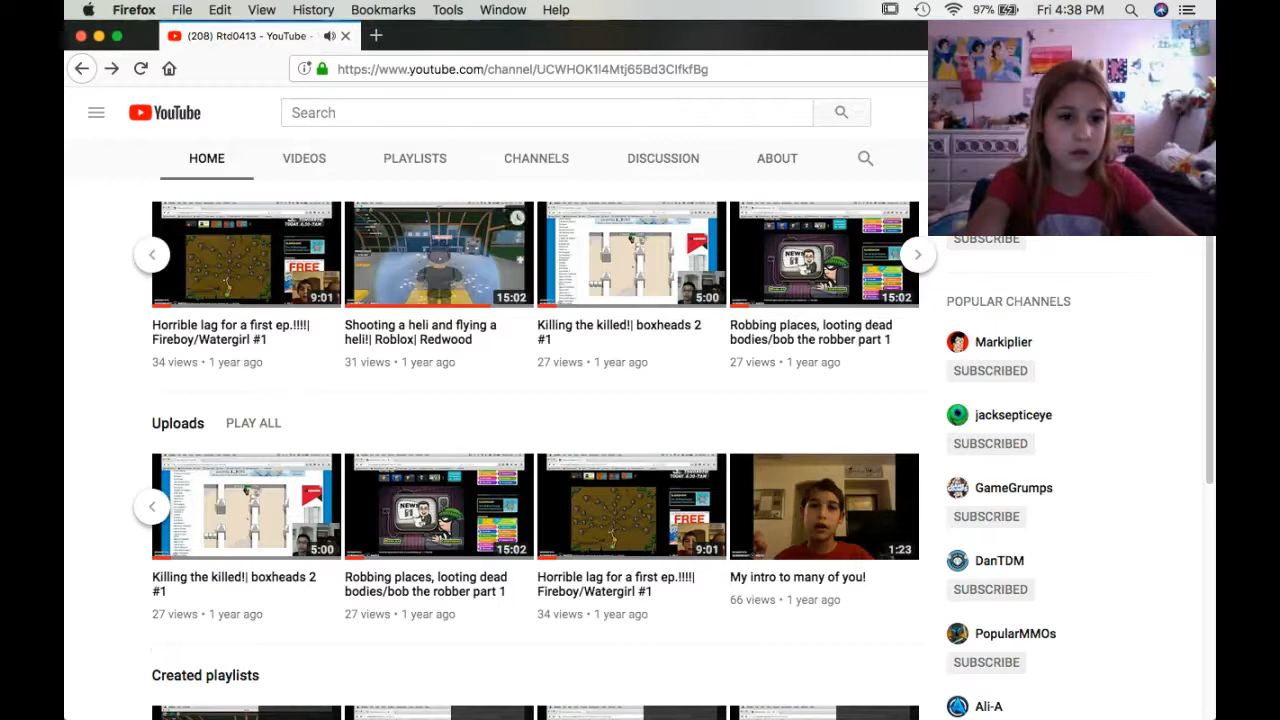 Firefox File Edit View History Bookmarks Tools Window Help 97% Fri 4:38 PM
(208) Rtd0413 - YouTube -
https://www.youtube.com/channel/UCWHOK1l4Mtj65Bd3ClfkfBg
YouTube Search
HOME VIDEOS PLAYLISTS CHANNELS DISCUSSION ABOUT
SUBSCRIBE
NEWS
FREE
9:01 15:02 5:00 15:02
Horrible lag for a first ep.!!!!| Fireboy/Watergirl #1
34 views • 1 year ago
Shooting a heli and flying a heli!| Roblox| Redwood
31 views • 1 year ago
Killing the killed!| boxheads 2 #1
27 views • 1 year ago
Robbing places, looting dead bodies/bob the robber part 1
27 views • 1 year ago
Uploads PLAY ALL
NEWS
FREE
5:00 15:02 9:01 1:23
Killing the killed!| boxheads 2 #1
27 views • 1 year ago
Robbing places, looting dead bodies/bob the robber part 1
27 views • 1 year ago
Horrible lag for a first ep.!!!!| Fireboy/Watergirl #1
34 views • 1 year ago
My intro to many of you!
66 views • 1 year ago
Created playlists
POPULAR CHANNELS
Markiplier
SUBSCRIBED
jacksepticeye
SUBSCRIBED
GameGrumps
SUBSCRIBE
DanTDM
SUBSCRIBED
PopularMMOs
SUBSCRIBE
Ali-A